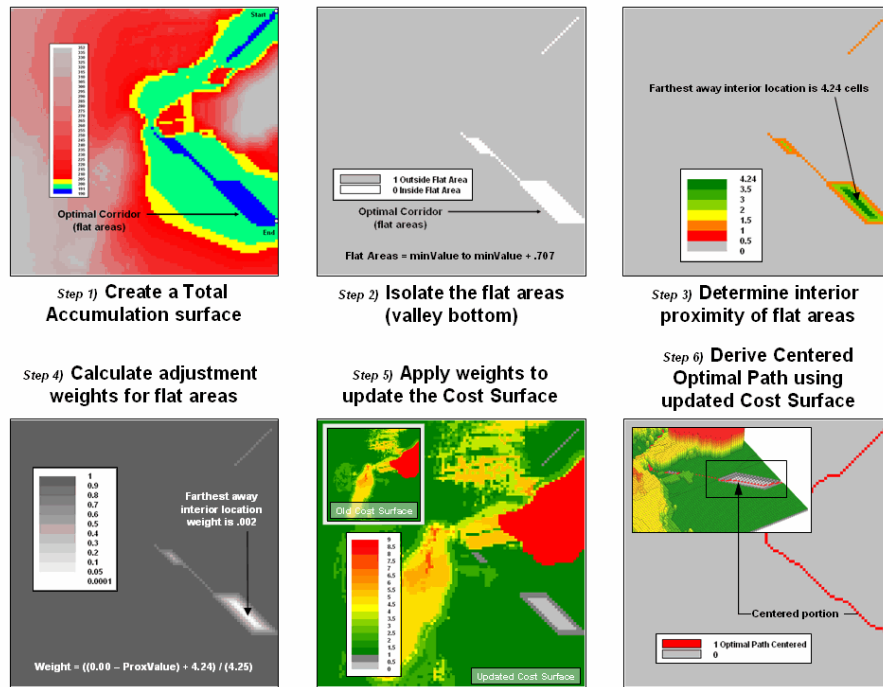 Start
Optimal Corridor
(flat areas)
End
Step 1) Create a Total
Accumulation surface
1 Outside Flat Area
0 Inside Flat Area
Optimal Corridor
(flat areas)
Flat Areas = minValue to minValue + .707
Step 2) Isolate the flat areas
(valley bottom)
Farthest away interior location is 4.24 cells
4.24
3.5
3
2
1.5
1
0.5
0
Step 3) Determine interior
proximity of flat areas
Step 4) Calculate adjustment
weights for flat areas
1
0.9
0.8
0.7
0.6
0.5
0.4
0.3
0.2
0.1
0.05
0.0001
Farthest away
interior location
weight is .002
Weight = ((0.00 – ProxValue) + 4.24) / (4.25)
Step 5) Apply weights to
update the Cost Surface
Old Cost Surface
9
8.5
8
7.5
7
6.5
6
5.5
5
4.5
4
3.5
3
2.5
2
1.5
1
0.5
0
Updated Cost Surface
Step 6) Derive Centered
Optimal Path using
updated Cost Surface
Centered portion
1 Optimal Path Centered
0